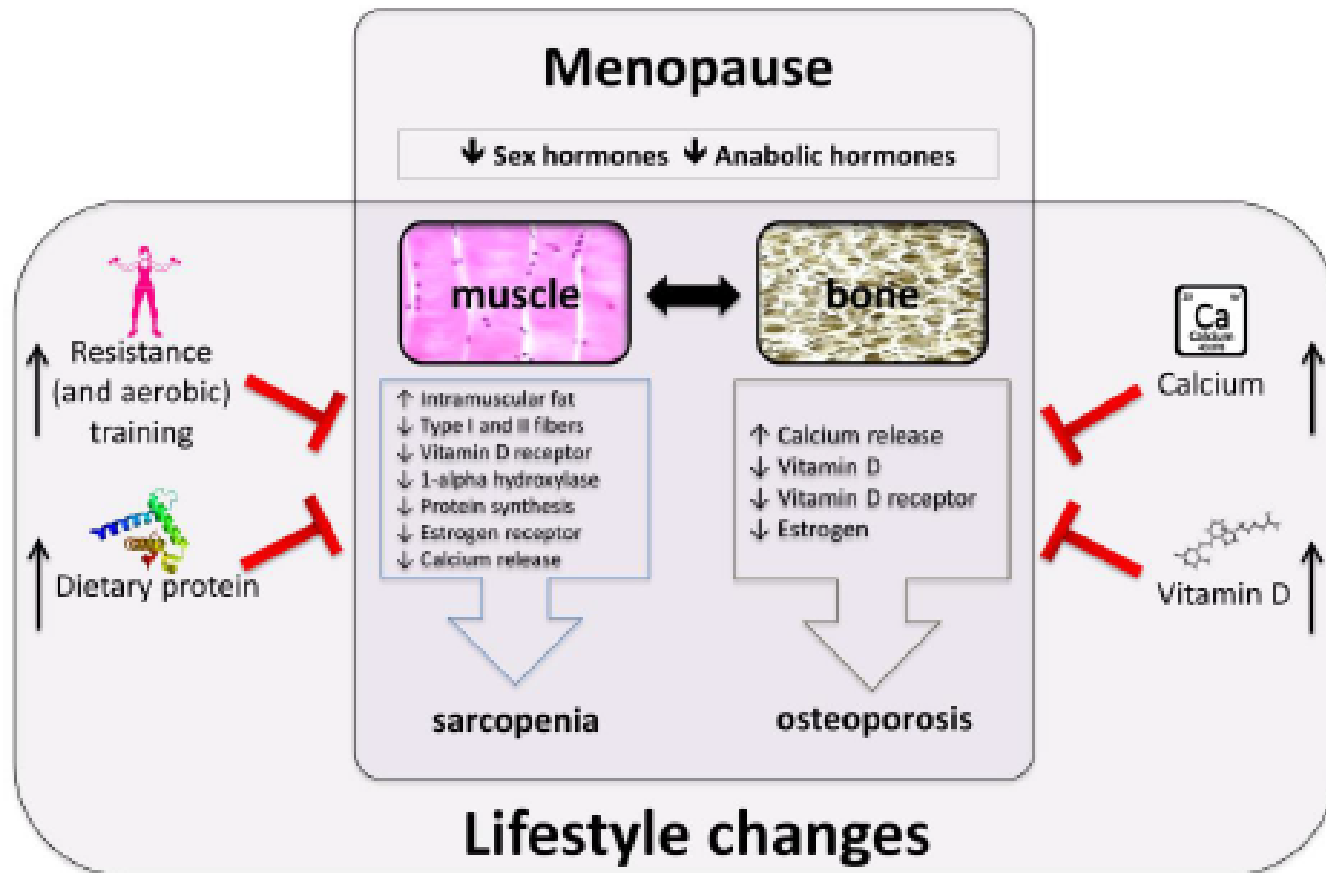 Menopause
↓ Sex hormones ↓ Anabolic hormones
muscle
bone
Resistance
(and aerobic)
training
Dietary protein
↑ Intramuscular fat
↓ Type I and II fibers
↓ Vitamin D receptor
↓ 1-alpha hydroxylase
↓ Protein synthesis
↓ Estrogen receptor
↓ Calcium release
↑ Calcium release
↓ Vitamin D
↓ Vitamin D receptor
↓ Estrogen
Ca
Calcium
Calcium
Vitamin D
sarcopenia
osteoporosis
Lifestyle changes